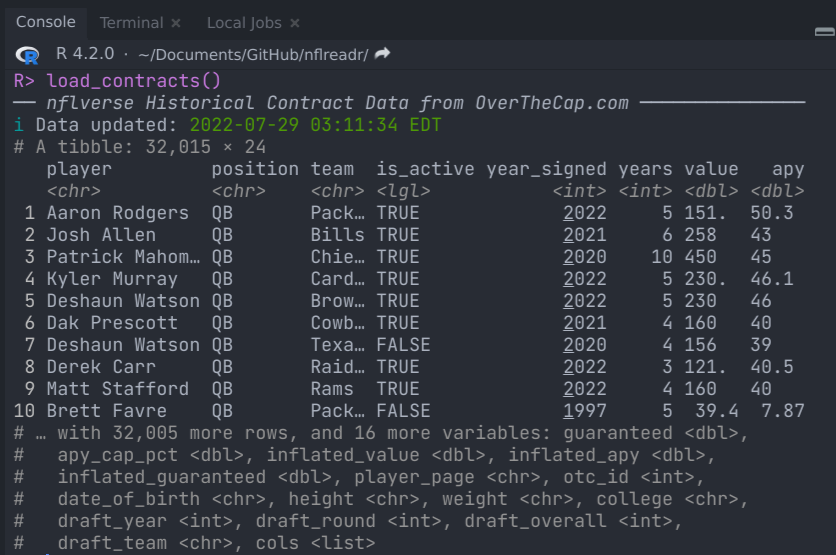 Console Terminal × Local Jobs ×
R 4.2.0 · ~/Documents/GitHub/nflreadr/
R> load_contracts()
── nflverse Historical Contract Data from OverTheCap.com ───────────────
i Data updated: 2022-07-29 03:11:34 EDT
# A tibble: 32,015 × 24
player position team is_active year_signed years value apy
<chr> <chr> <chr> <lgl> <int> <int> <dbl> <dbl>
1 Aaron Rodgers QB Pack… TRUE 2022 5 151. 50.3
2 Josh Allen QB Bills TRUE 2021 6 258 43
3 Patrick Mahom… QB Chie… TRUE 2020 10 450 45
4 Kyler Murray QB Card… TRUE 2022 5 230. 46.1
5 Deshaun Watson QB Brow… TRUE 2022 5 230 46
6 Dak Prescott QB Cowb… TRUE 2021 4 160 40
7 Deshaun Watson QB Texa… FALSE 2020 4 156 39
8 Derek Carr QB Raid… TRUE 2022 3 121. 40.5
9 Matt Stafford QB Rams TRUE 2022 4 160 40
10 Brett Favre QB Pack… FALSE 1997 5 39.4 7.87
# … with 32,005 more rows, and 16 more variables: guaranteed <dbl>,
# apy_cap_pct <dbl>, inflated_value <dbl>, inflated_apy <dbl>,
# inflated_guaranteed <dbl>, player_page <chr>, otc_id <int>,
# date_of_birth <chr>, height <chr>, weight <chr>, college <chr>,
# draft_year <int>, draft_round <int>, draft_overall <int>,
# draft_team <chr>, cols <list>